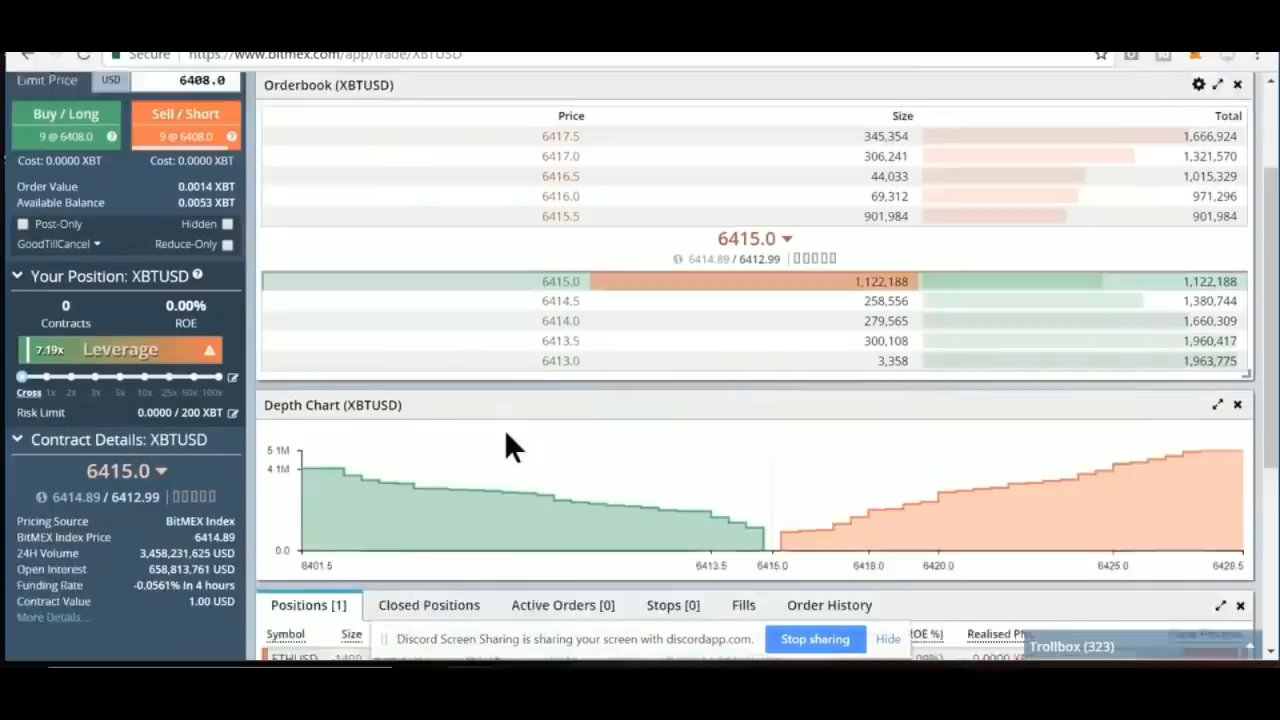 Secure https://www.bitmex.com/app/trade/XBTUSD
Limit Price USD 6408.0
Buy / Long Sell / Short
9 @ 6408.0 9 @ 6408.0
Cost: 0.0000 XBT Cost: 0.0000 XBT
Order Value 0.0014 XBT
Available Balance 0.0053 XBT
Post-Only Hidden
GoodTillCancel Reduce-Only
Your Position: XBTUSD
0 0.00%
Contracts ROE
7.19x Leverage
Cross 1x 2x 3x 5x 10x 25x 50x 100x
Risk Limit 0.0000 / 200 XBT
Contract Details: XBTUSD
6415.0
6414.89 / 6412.99
Pricing Source BitMEX Index
BitMEX Index Price 6414.89
24H Volume 3,458,231,625 USD
Open Interest 658,813,761 USD
Funding Rate -0.0561% in 4 hours
Contract Value 1.00 USD
More Details...
Orderbook (XBTUSD)
Price Size Total
6417.5 345,354 1,666,924
6417.0 306,241 1,321,570
6416.5 44,033 1,015,329
6416.0 69,312 971,296
6415.5 901,984 901,984
6415.0
6414.89 / 6412.99
6415.0 1,122,188 1,122,188
6414.5 258,556 1,380,744
6414.0 279,565 1,660,309
6413.5 300,108 1,960,417
6413.0 3,358 1,963,775
Depth Chart (XBTUSD)
5.1M
4.1M
0.0
6401.5 6413.5 6415.0 6418.0 6420.0 6425.0 6428.5
Positions [1] Closed Positions Active Orders [0] Stops [0] Fills Order History
Symbol Size ROE %) Realised PN
Discord Screen Sharing is sharing your screen with discordapp.com. Stop sharing Hide
ETHUSD 0.0000 X
Trollbox (323)